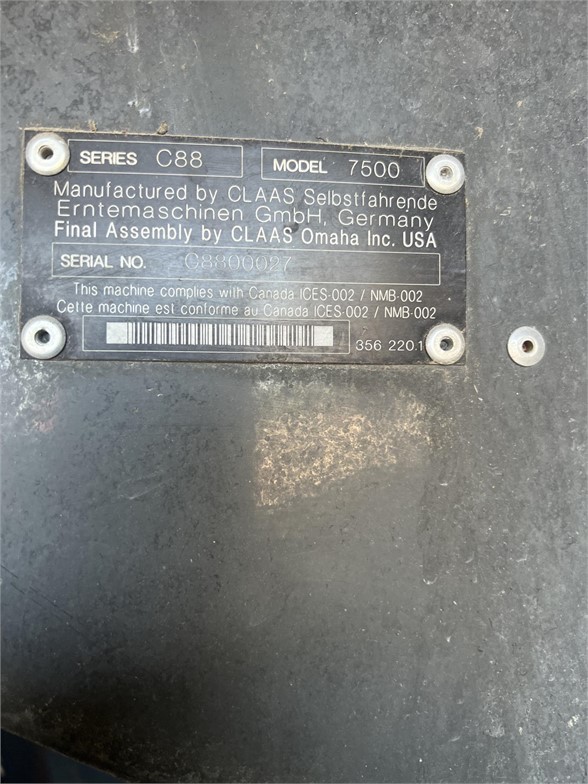 SERIES C88 MODEL 7500
Manufactured by CLAAS Selbstfahrende
Erntemaschinen GmbH, Germany
Final Assembly by CLAAS Omaha Inc. USA
SERIAL NO. C8800027
This machine complies with Canada ICES-002 / NMB-002
Cette machine est conforme au Canada ICES-002 / NMB-002
356 220.1